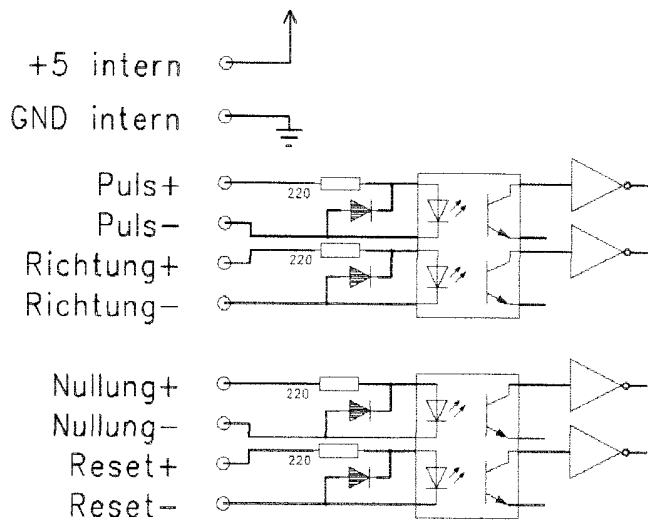 +5 intern
GND intern
Puls+
220
Puls-
Richtung+
220
Richtung-
Nullung+
220
Nullung-
Reset+
220
Reset-